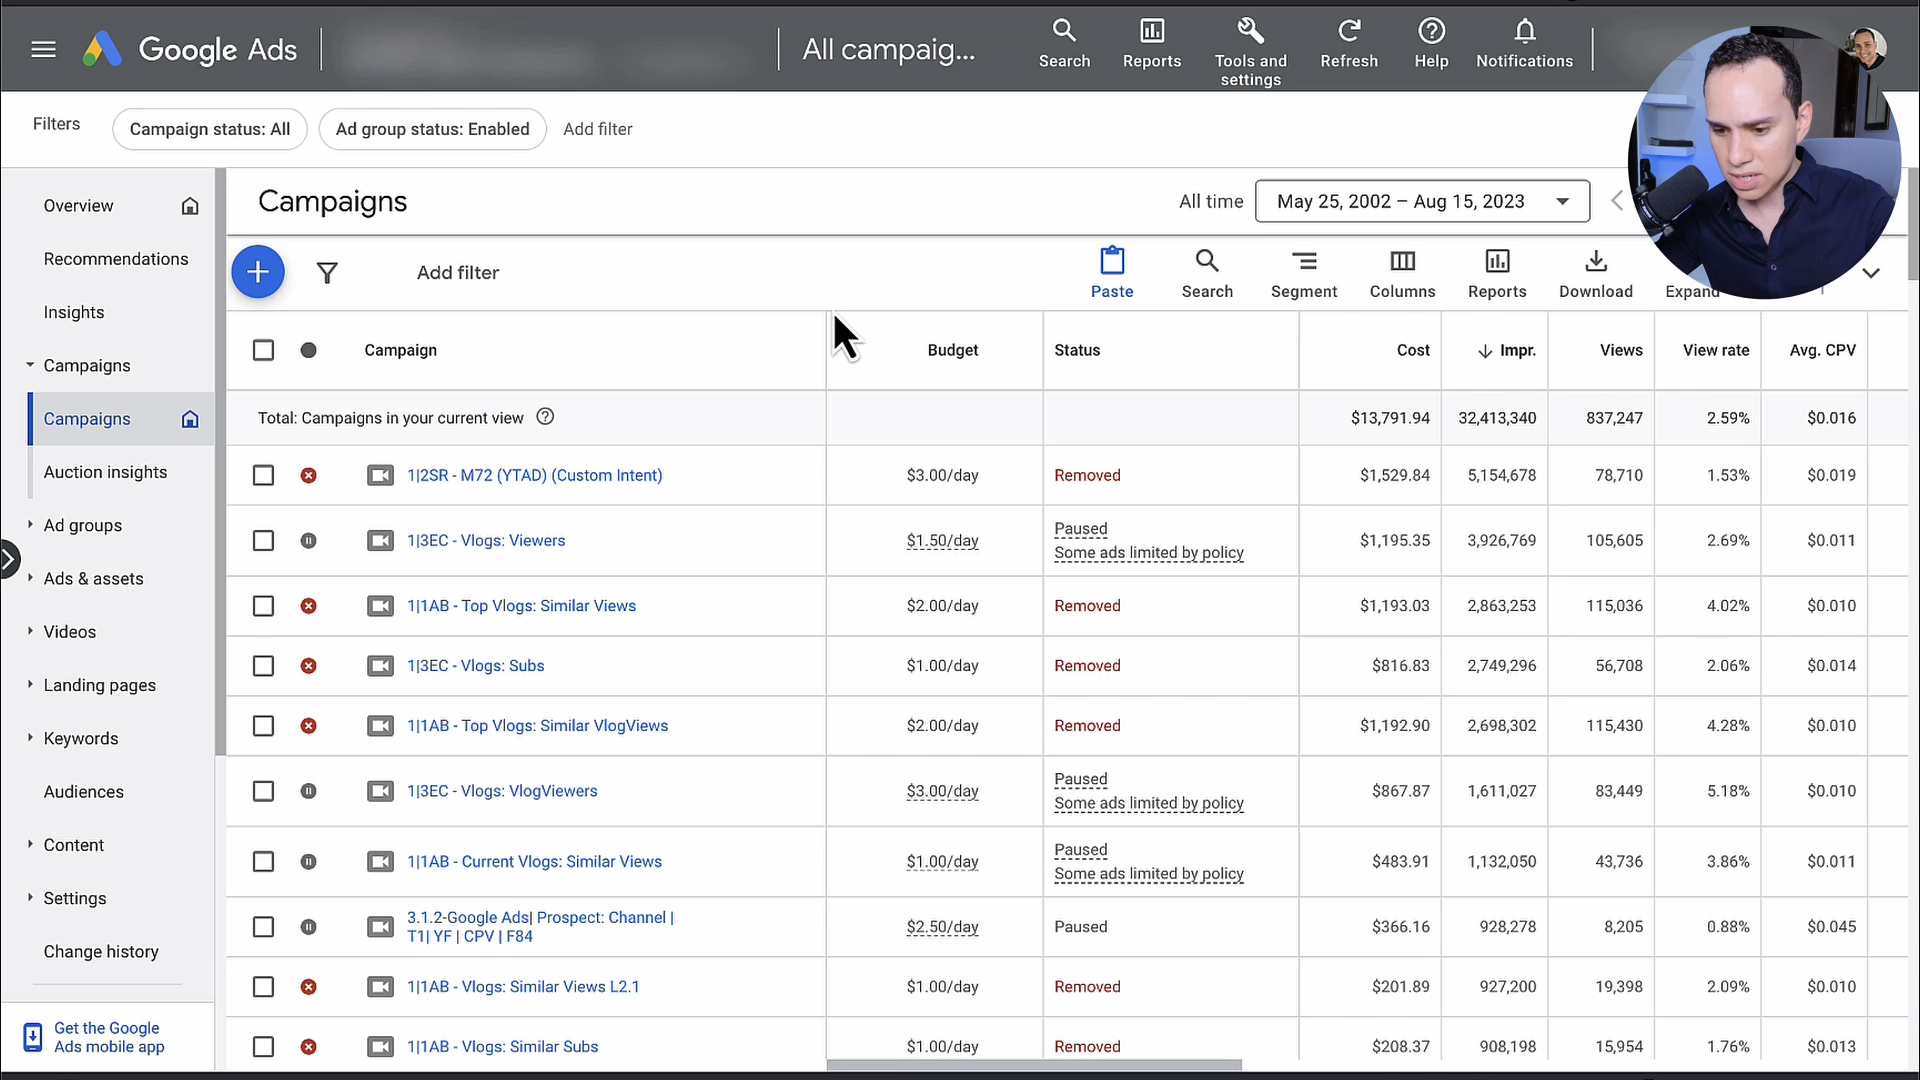 Google Ads
All campaig...
Search
Reports
Tools and
settings
Refresh
Help
Notifications
Filters
Campaign status: All
Ad group status: Enabled
Add filter
Overview
Recommendations
Insights
Campaigns
Campaigns
Auction insights
Ad groups
Ads & assets
Videos
Landing pages
Keywords
Audiences
Content
Settings
Change history
Get the Google
Ads mobile app
Campaigns
All time
May 25, 2002 – Aug 15, 2023
Add filter
Paste
Search
Segment
Columns
Reports
Download
Expand
Campaign Budget Status Cost Impr. Views View rate Avg. CPV
Total: Campaigns in your current view $13,791.94 32,413,340 837,247 2.59% $0.016
1|2SR - M72 (YTAD) (Custom Intent) $3.00/day Removed $1,529.84 5,154,678 78,710 1.53% $0.019
1|3EC - Vlogs: Viewers $1.50/day Paused
Some ads limited by policy $1,195.35 3,926,769 105,605 2.69% $0.011
1|1AB - Top Vlogs: Similar Views $2.00/day Removed $1,193.03 2,863,253 115,036 4.02% $0.010
1|3EC - Vlogs: Subs $1.00/day Removed $816.83 2,749,296 56,708 2.06% $0.014
1|1AB - Top Vlogs: Similar VlogViews $2.00/day Removed $1,192.90 2,698,302 115,430 4.28% $0.010
1|3EC - Vlogs: VlogViewers $3.00/day Paused
Some ads limited by policy $867.87 1,611,027 83,449 5.18% $0.010
1|1AB - Current Vlogs: Similar Views $1.00/day Paused
Some ads limited by policy $483.91 1,132,050 43,736 3.86% $0.011
3.1.2-Google Ads| Prospect: Channel |
T1| YF | CPV | F84 $2.50/day Paused $366.16 928,278 8,205 0.88% $0.045
1|1AB - Vlogs: Similar Views L2.1 $1.00/day Removed $201.89 927,200 19,398 2.09% $0.010
1|1AB - Vlogs: Similar Subs $1.00/day Removed $208.37 908,198 15,954 1.76% $0.013